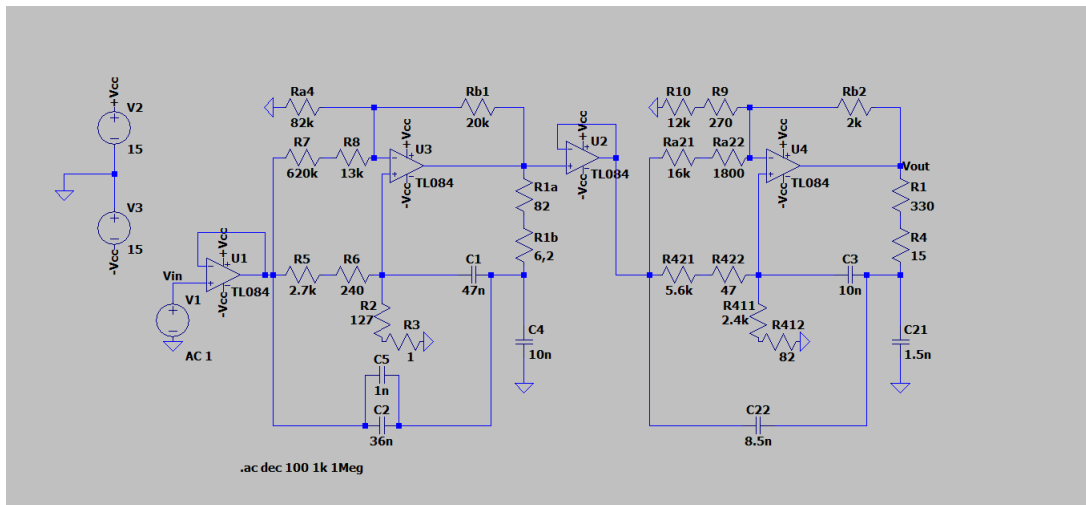 +Vcc
V2
15
V3
15
-Vcc
Vin
V1
AC 1
+Vcc
U1
TL084
-Vcc
Ra4
82k
Rb1
20k
R7
620k
R8
13k
+Vcc
U3
TL084
-Vcc
R5
2.7k
R6
240
R2
127
R3
1
C1
47n
R1a
82
R1b
6,2
C4
10n
C5
1n
C2
36n
+Vcc
U2
TL084
-Vcc
R10
12k
R9
270
Rb2
2k
Ra21
16k
Ra22
1800
+Vcc
U4
TL084
-Vcc
Vout
R1
330
R4
15
R421
5.6k
R422
47
C3
10n
R411
2.4k
R412
82
C21
1.5n
C22
8.5n
.ac dec 100 1k 1Meg